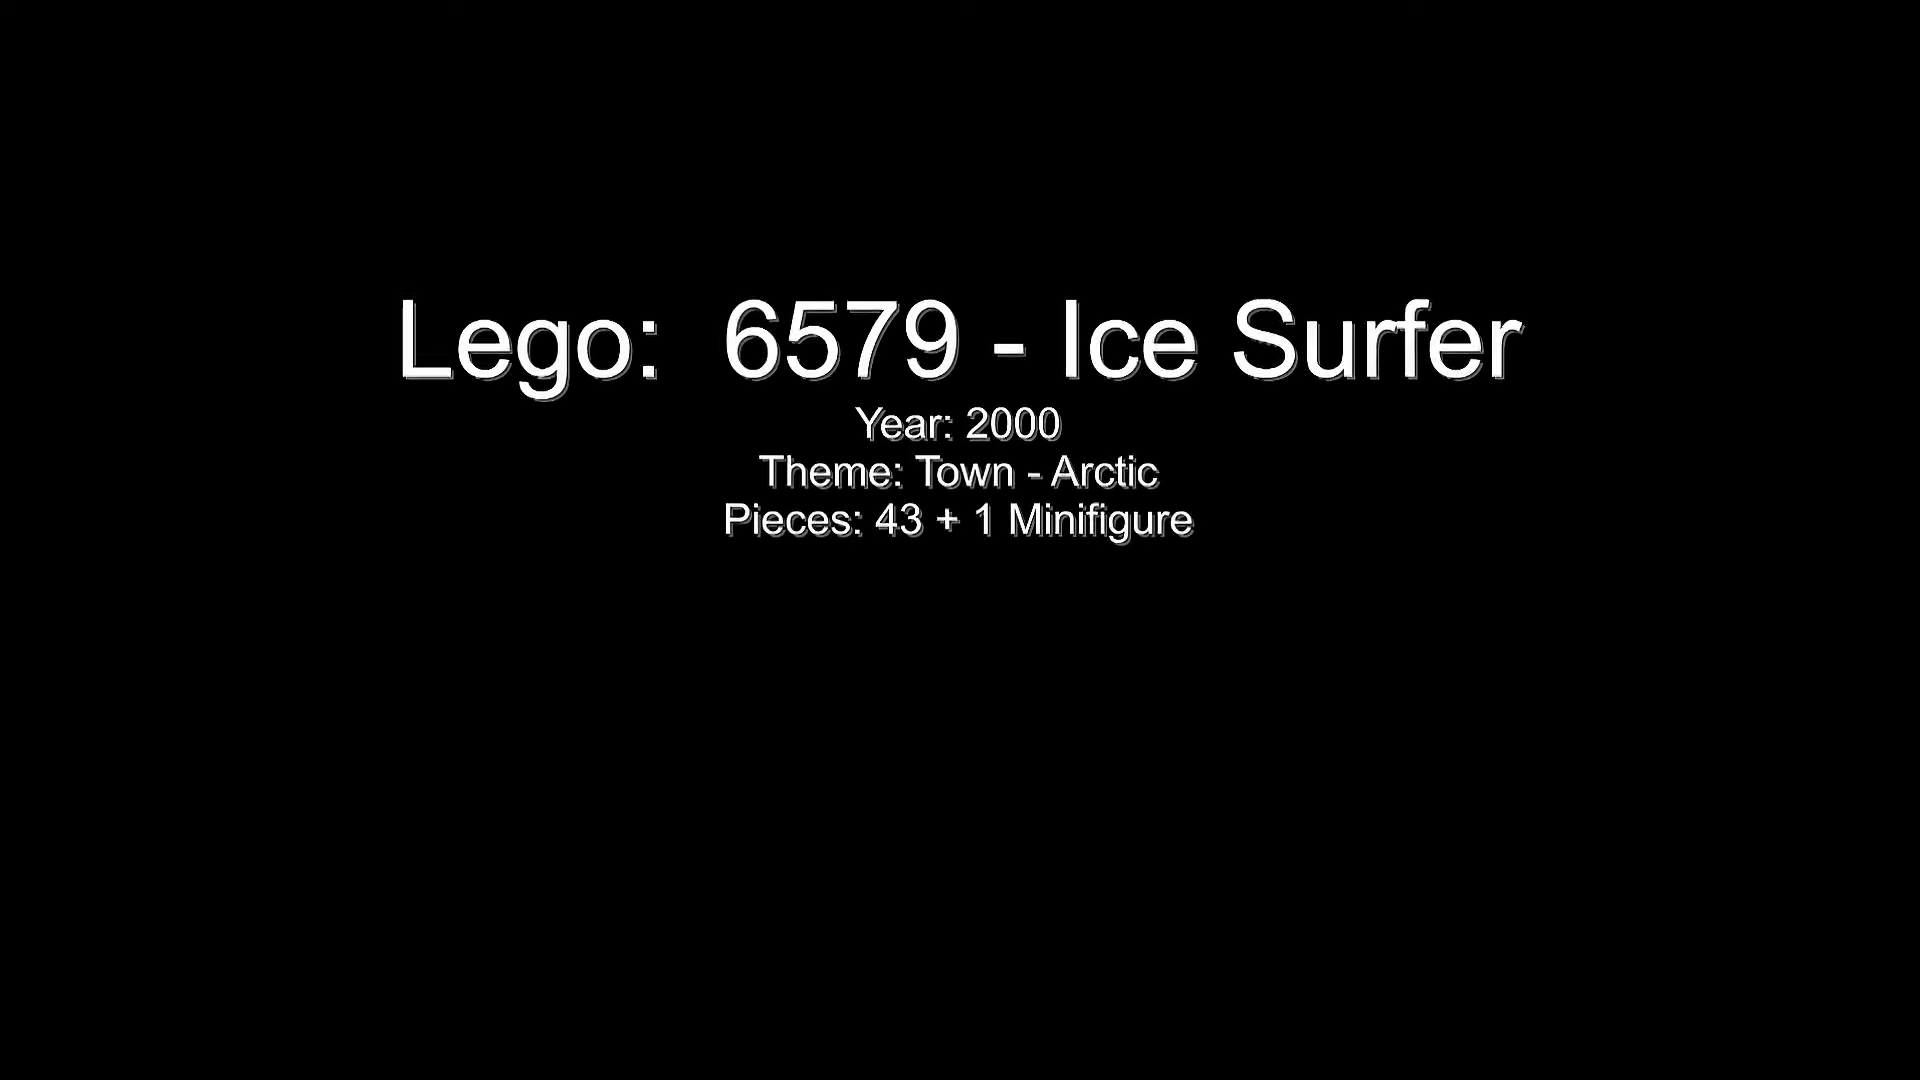 Lego:  6579 - Ice Surfer
Year: 2000
Theme: Town - Arctic
Pieces: 43 + 1 Minifigure